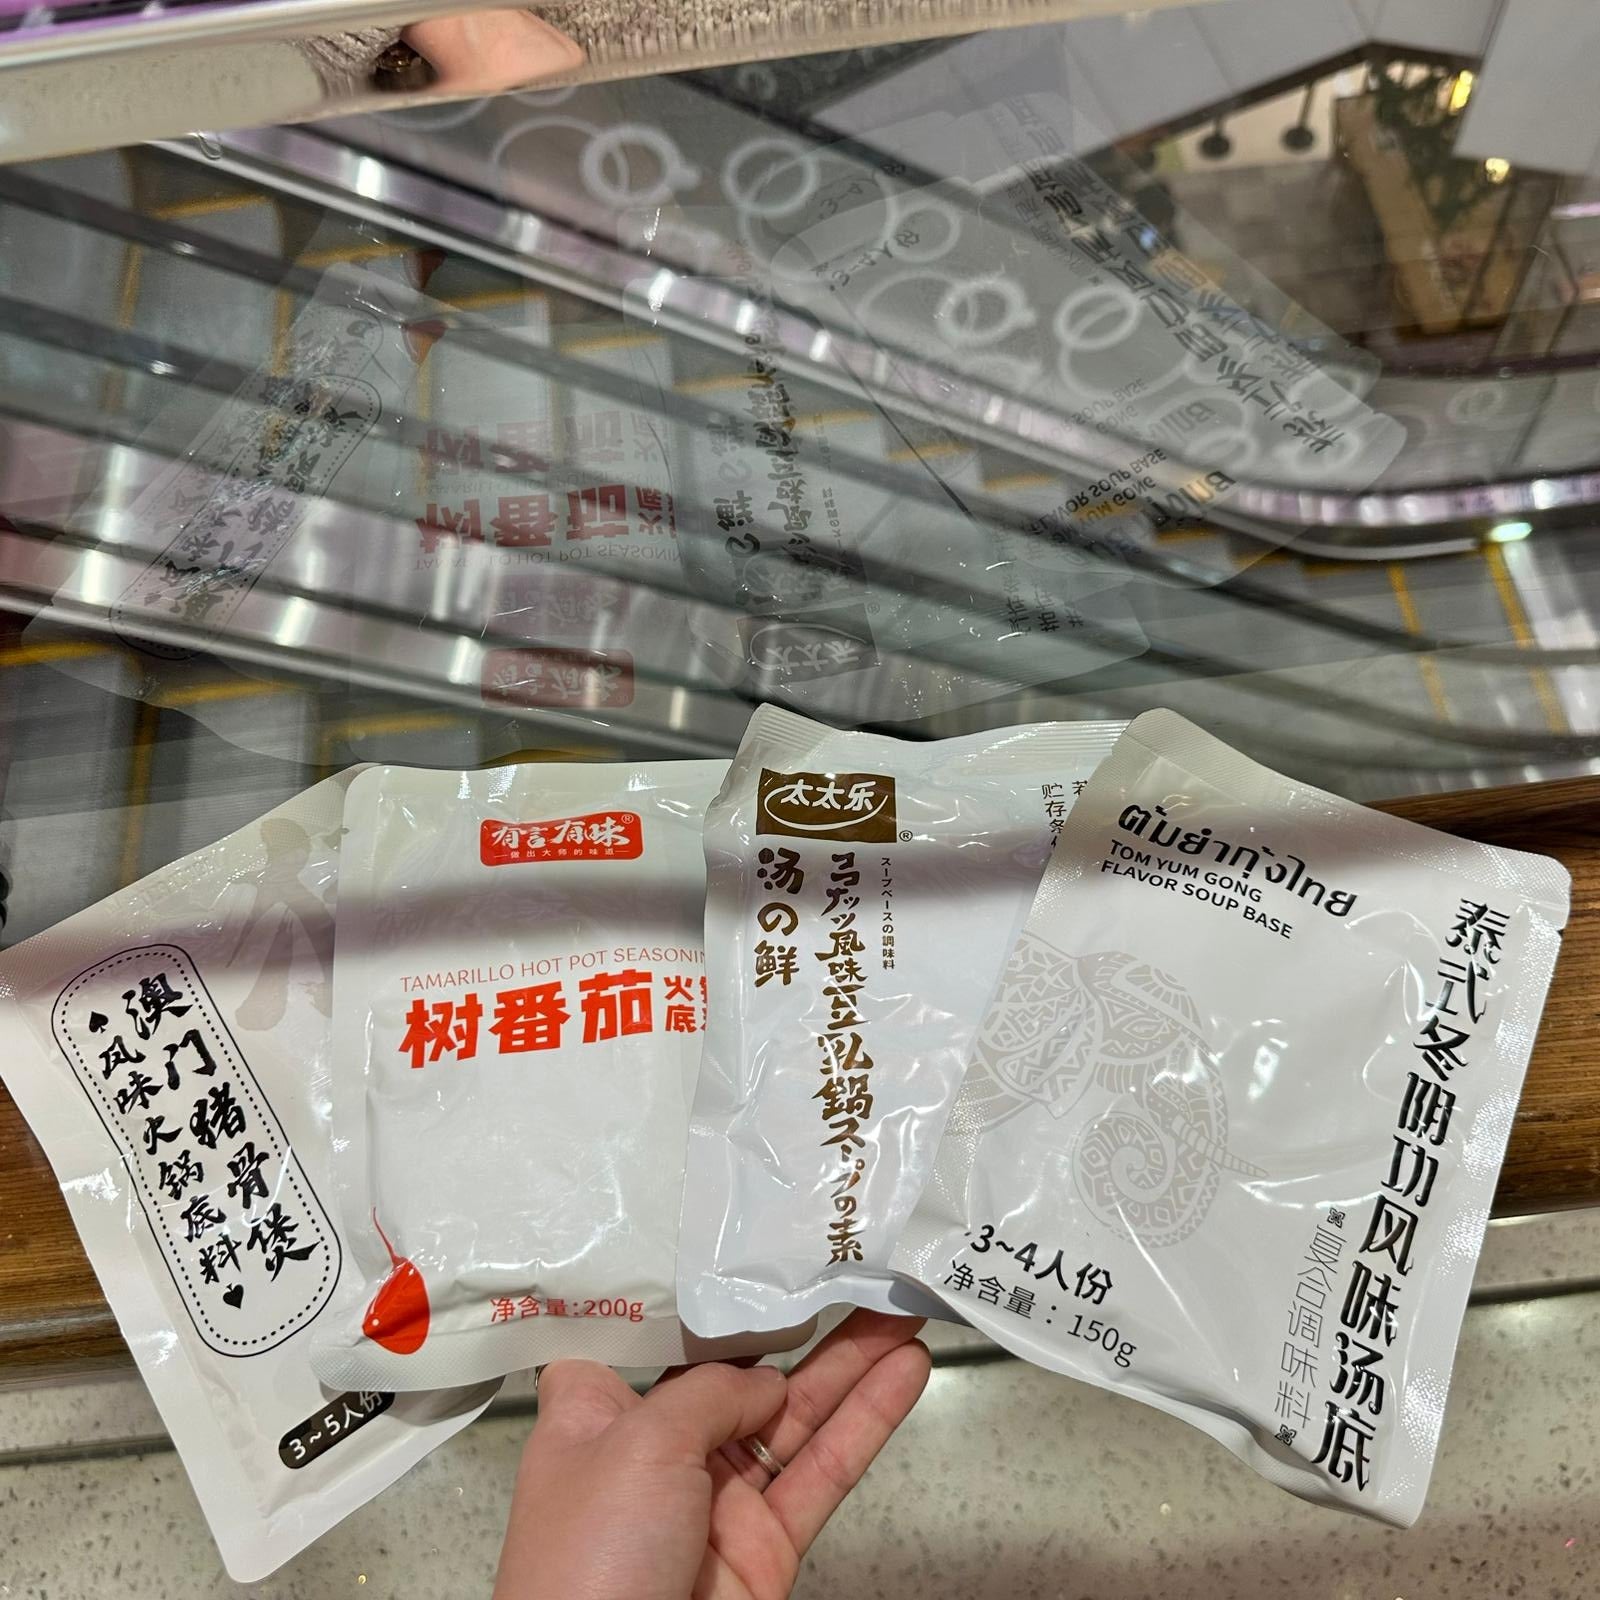 澳门猪骨煲
♠风味火锅底料♥
3~5人份
有言有味®
做出大师的味道
TAMARILLO HOT POT
树番茄
净含量:200g
太太乐®
汤の鲜
ココナッツ風味豆乳鍋スープの素
スープベースの調味料
贮存条
ต้มยำกุ้งไทย
TOM YUM GONG
FLAVOR SOUP BASE
泰式冬阴功风味汤底
复合调味料
3~4人份
净含量：150g